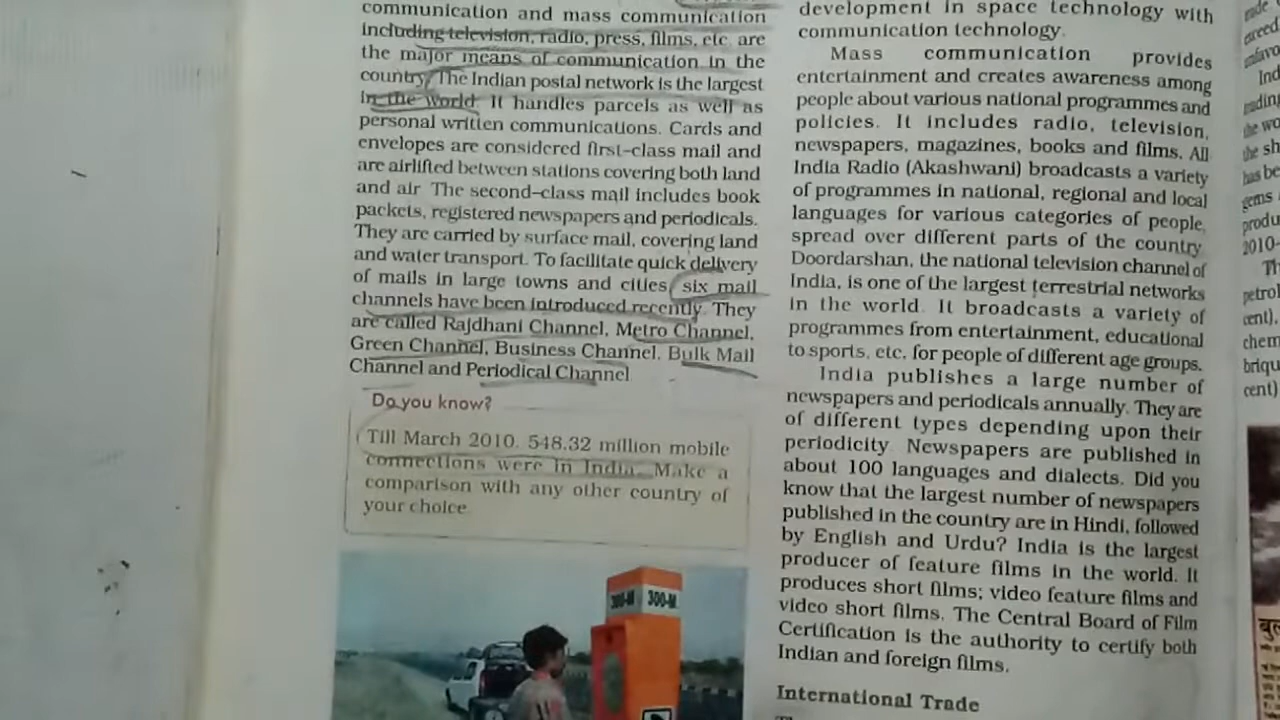 communication and mass communication
including television, radio, press, films, etc. are
the major means of communication in the
country. The Indian postal network is the largest
in the world. It handles parcels as well as
personal written communications. Cards and
envelopes are considered first–class mail and
are airlifted between stations covering both land
and air. The second–class mail includes book
packets, registered newspapers and periodicals.
They are carried by surface mail, covering land
and water transport. To facilitate quick delivery
of mails in large towns and cities, six mail
channels have been introduced recently. They
are called Rajdhani Channel, Metro Channel,
Green Channel, Business Channel, Bulk Mail
Channel and Periodical Channel.
Do you know?
Till March 2010, 548.32 million mobile
connections were in India. Make a
comparison with any other country of
your choice
300-M 300-M
development in space technology with
communication technology.
Mass communication provides
entertainment and creates awareness among
people about various national programmes and
policies. It includes radio, television,
newspapers, magazines, books and films. All
India Radio (Akashwani) broadcasts a variety
of programmes in national, regional and local
languages for various categories of people,
spread over different parts of the country.
Doordarshan, the national television channel of
India, is one of the largest terrestrial networks
in the world. It broadcasts a variety of
programmes from entertainment, educational
to sports, etc. for people of different age groups.
India publishes a large number of
newspapers and periodicals annually. They are
of different types depending upon their
periodicity. Newspapers are published in
about 100 languages and dialects. Did you
know that the largest number of newspapers
published in the country are in Hindi, followed
by English and Urdu? India is the largest
producer of feature films in the world. It
produces short films; video feature films and
video short films. The Central Board of Film
Certification is the authority to certify both
Indian and foreign films.
International Trade
Ind
2010-
petrol
cent),
chem
briqu
cent)